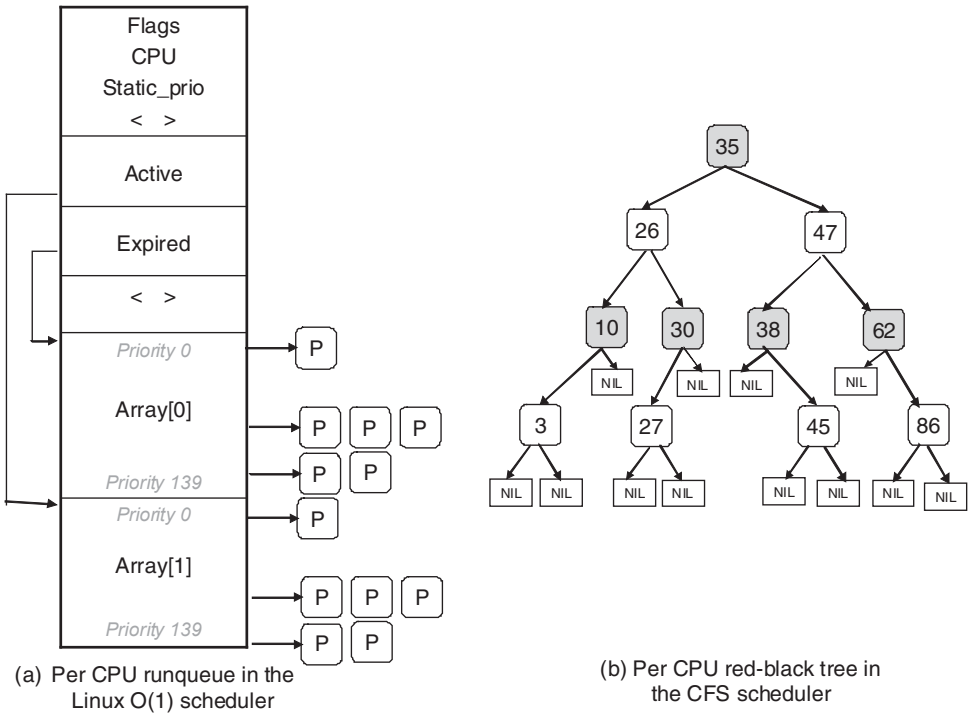 Flags
CPU
Static_prio
< >
Active
Expired
< >
Priority 0
P
Array[0]
P P P
Priority 139
P P
Priority 0
P
Array[1]
P P P
Priority 139
P P
(a) Per CPU runqueue in the
Linux O(1) scheduler
35
26 47
10 30 38 62
NIL NIL NIL NIL
3 27 45 86
NIL NIL NIL NIL NIL NIL NIL NIL
(b) Per CPU red-black tree in
the CFS scheduler